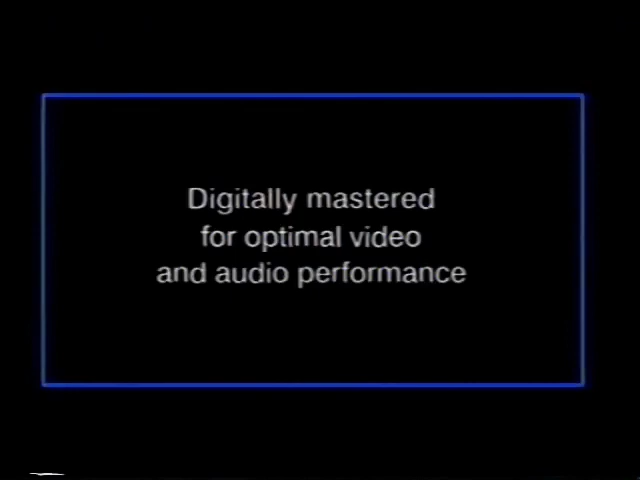 Digitally mastered
for optimal video
and audio performance